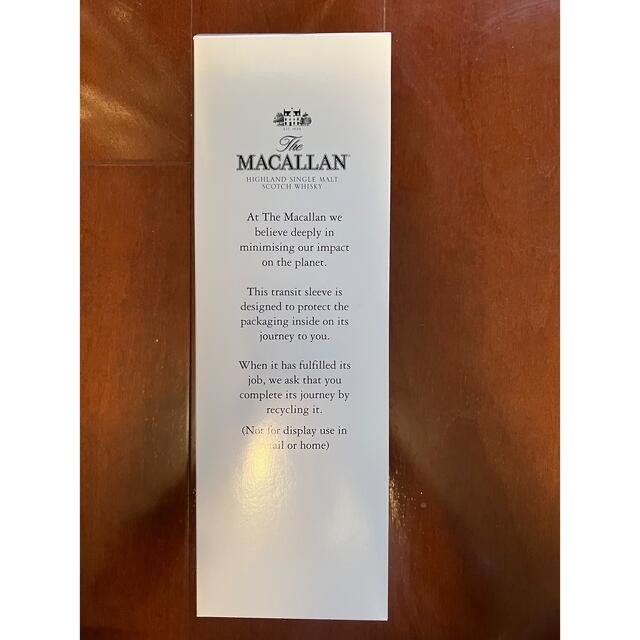 EST. 1824
The
MACALLAN
HIGHLAND SINGLE MALT
SCOTCH WHISKY
At The Macallan we
believe deeply in
minimising our impact
on the planet.
This transit sleeve is
designed to protect the
packaging inside on its
journey to you.
When it has fulfilled its
job, we ask that you
complete its journey by
recycling it.
(Not for display use in
or home)